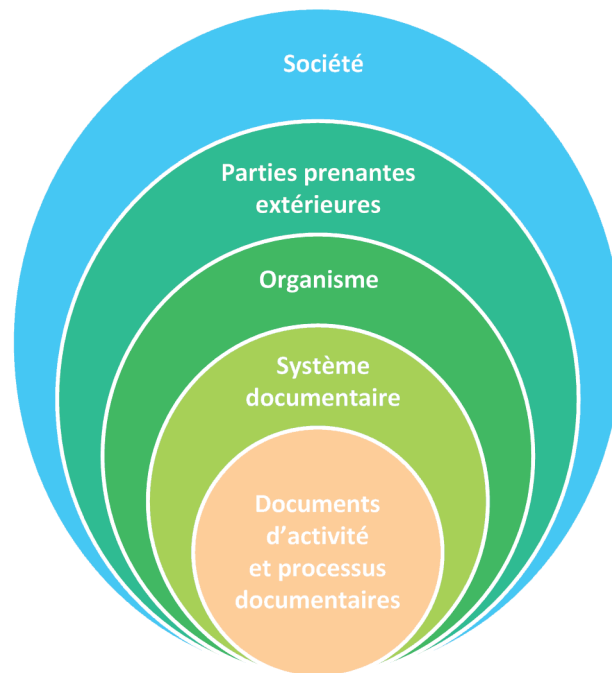 Société
Parties prenantes
extérieures
Organisme
Système
documentaire
Documents
d’activité
et processus
documentaires